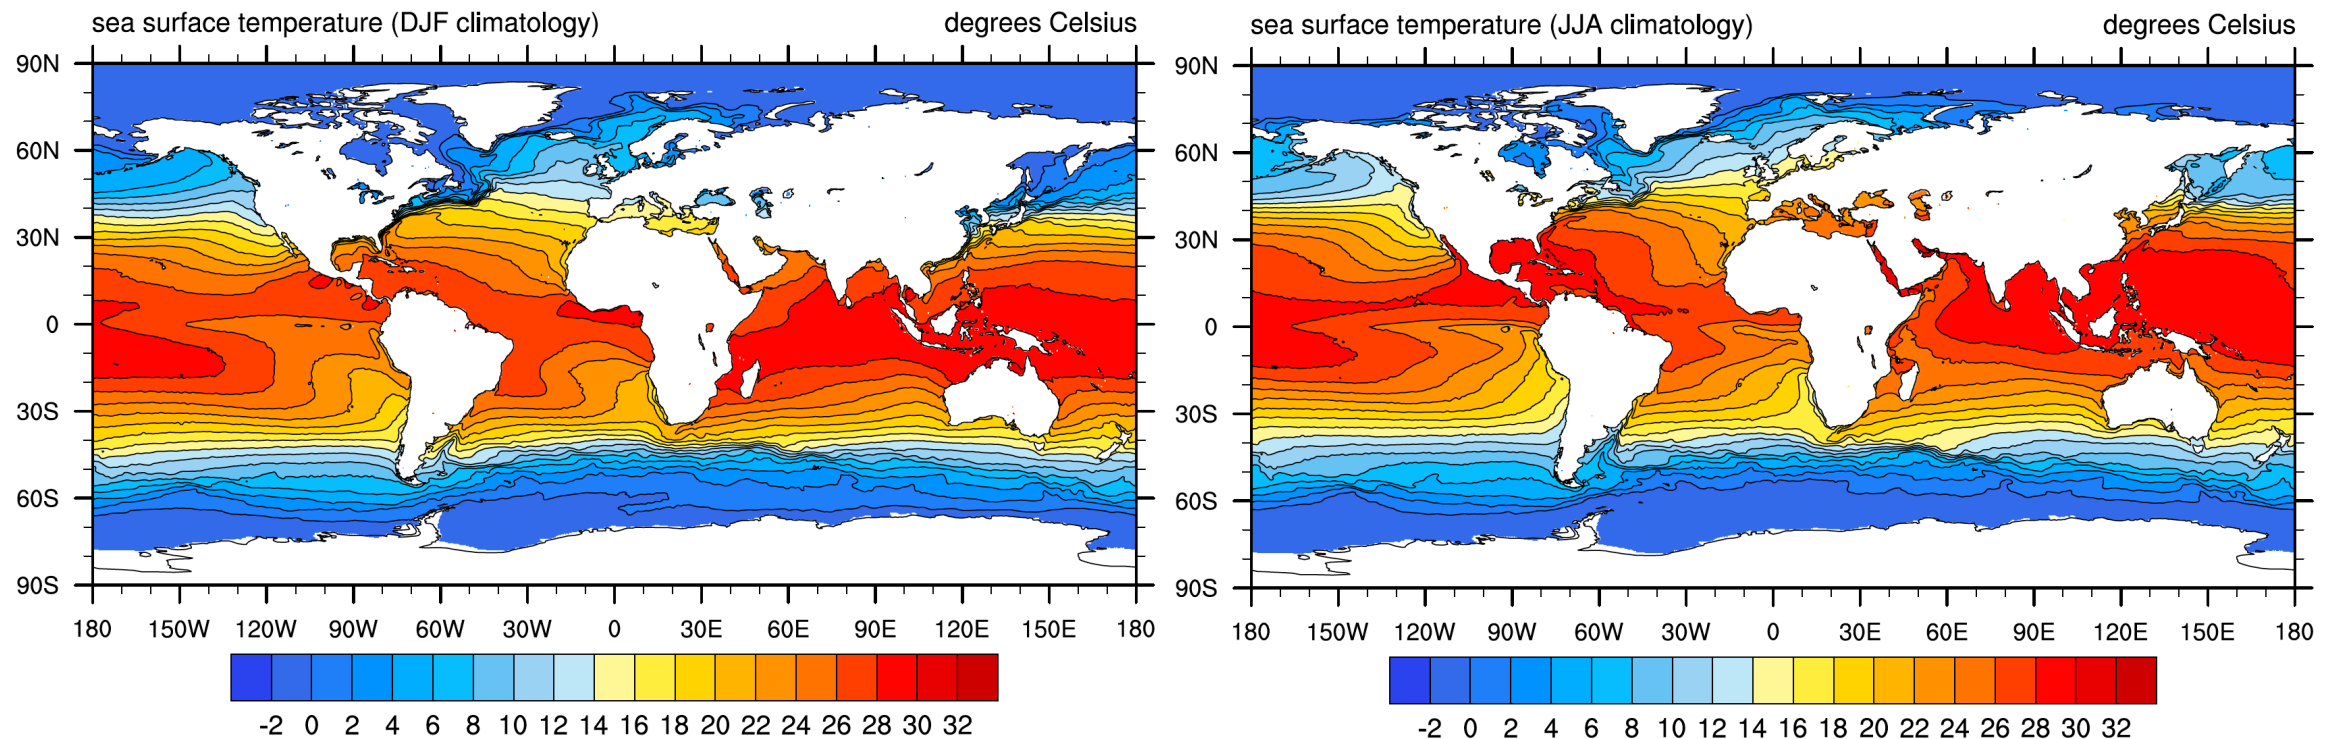 sea surface temperature (DJF climatology) degrees Celsius
90N
60N
30N
0
30S
60S
90S
180 150W 120W 90W 60W 30W 0 30E 60E 90E 120E 150E 180
-2 0 2 4 6 8 10 12 14 16 18 20 22 24 26 28 30 32
sea surface temperature (JJA climatology) degrees Celsius
90N
60N
30N
0
30S
60S
90S
180 150W 120W 90W 60W 30W 0 30E 60E 90E 120E 150E 180
-2 0 2 4 6 8 10 12 14 16 18 20 22 24 26 28 30 32